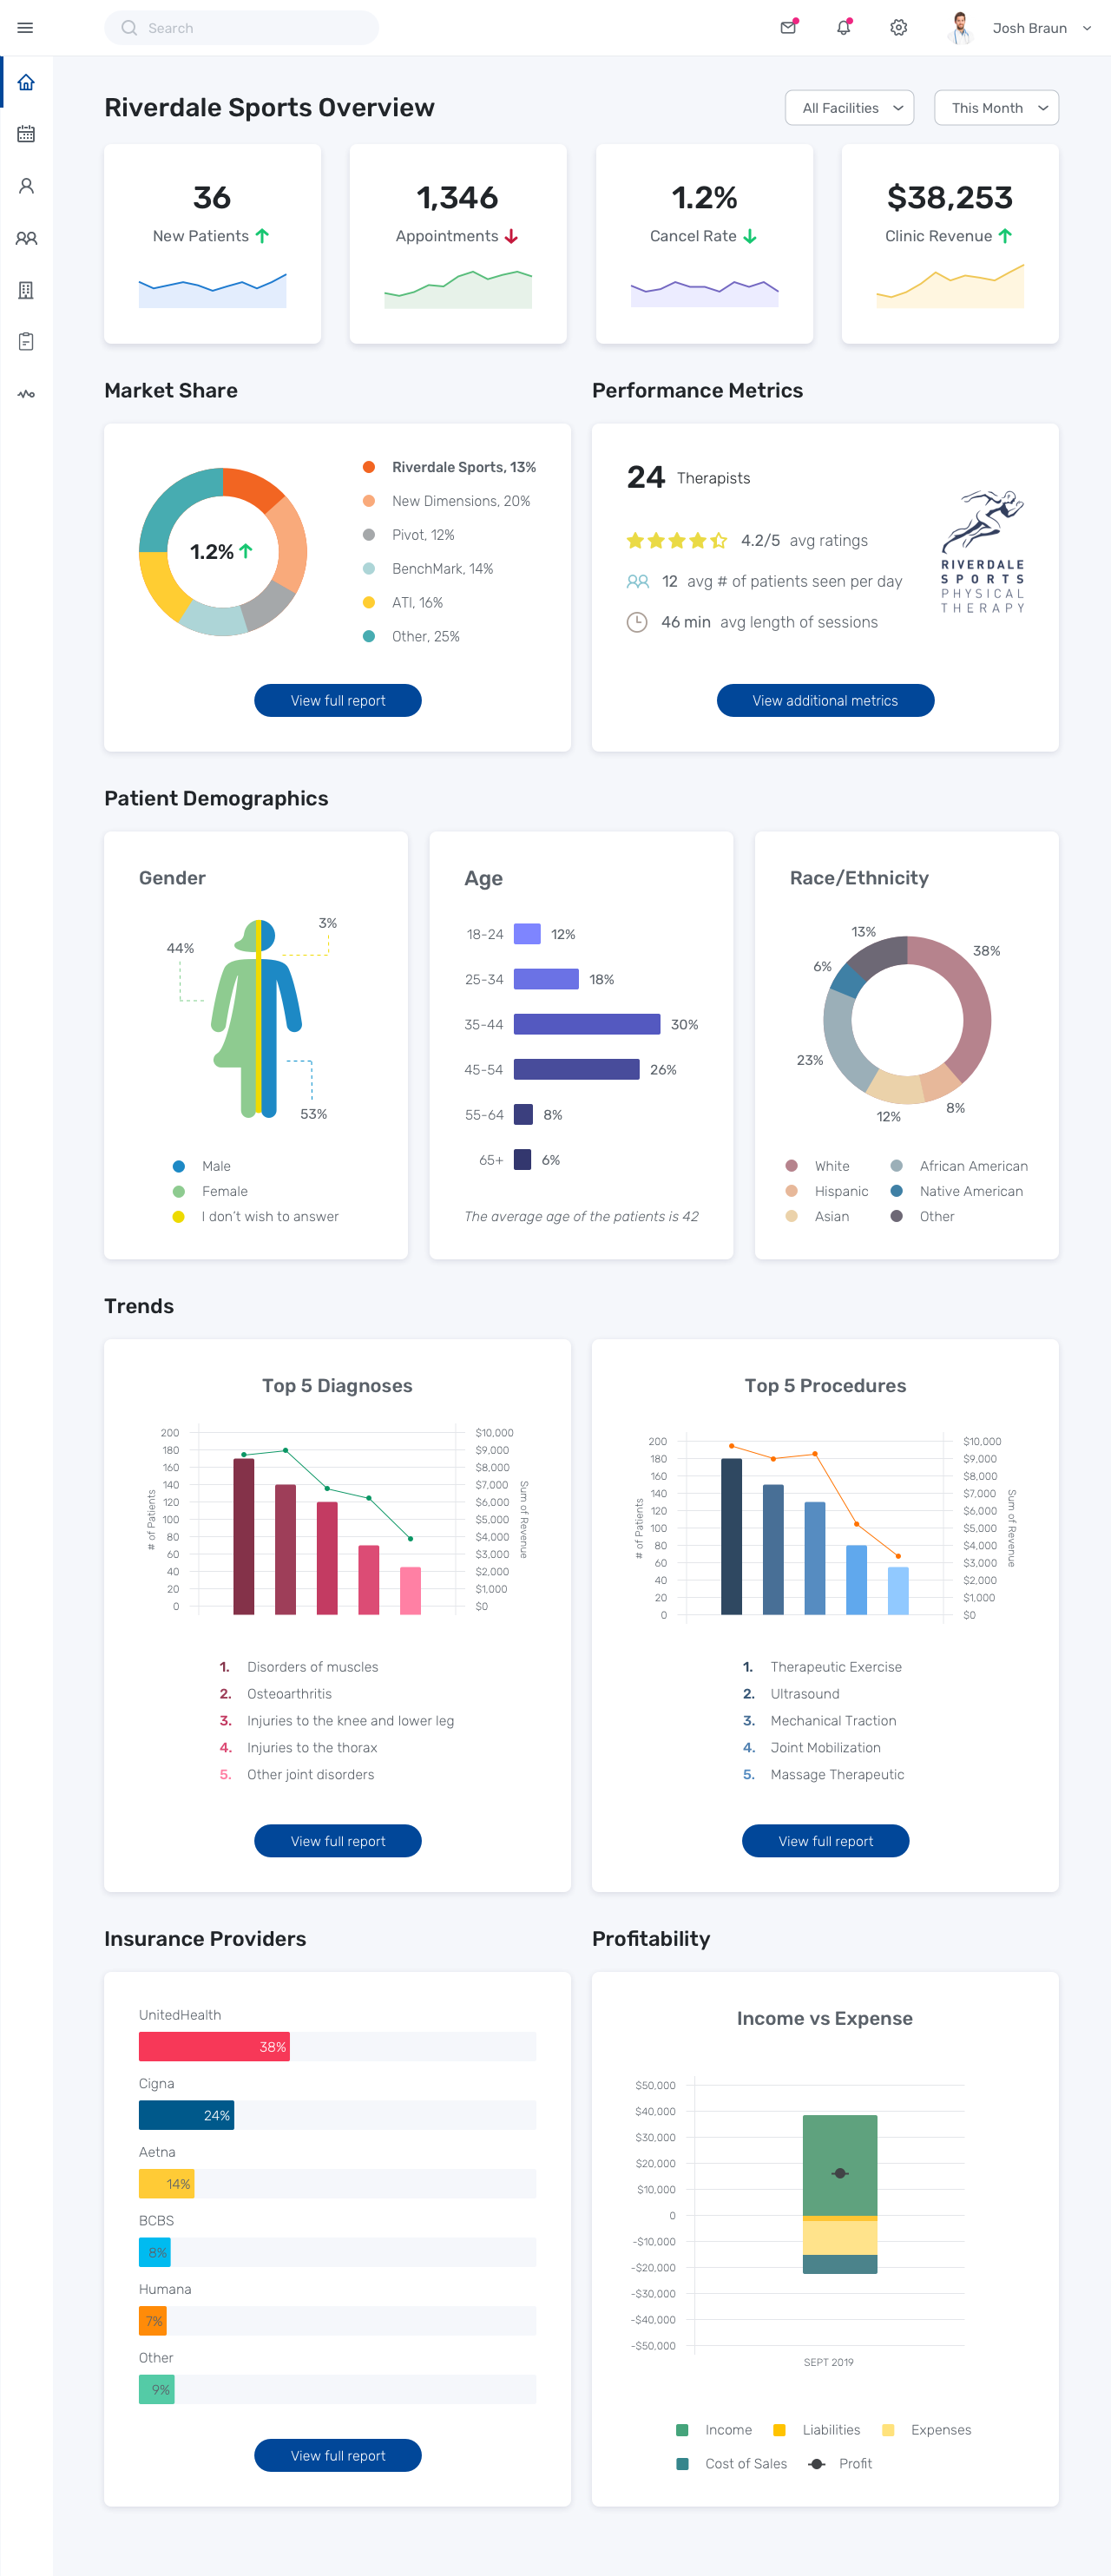 Search
Josh Braun
Riverdale Sports Overview
All Facilities
This Month
36
New Patients
1,346
Appointments
1.2%
Cancel Rate
$38,253
Clinic Revenue
Market Share
1.2%
Riverdale Sports, 13%
New Dimensions, 20%
Pivot, 12%
BenchMark, 14%
ATI, 16%
Other, 25%
View full report
Performance Metrics
24 Therapists
4.2/5 avg ratings
12 avg # of patients seen per day
46 min avg length of sessions
RIVERDALE
SPORTS
PHYSICAL
THERAPY
View additional metrics
Patient Demographics
Gender
3%
44%
53%
Male
Female
I don't wish to answer
Age
18-24 12%
25-34 18%
35-44 30%
45-54 26%
55-64 8%
65+ 6%
The average age of the patients is 42
Race/Ethnicity
13%
38%
6%
23%
8%
12%
White
African American
Hispanic
Native American
Asian
Other
Trends
Top 5 Diagnoses
# of Patients
200
180
160
140
120
100
80
60
40
20
0
$10,000
$9,000
$8,000
$7,000
$6,000
$5,000
$4,000
$3,000
$2,000
$1,000
$0
Sum of Revenue
1. Disorders of muscles
2. Osteoarthritis
3. Injuries to the knee and lower leg
4. Injuries to the thorax
5. Other joint disorders
View full report
Top 5 Procedures
# of Patients
200
180
160
140
120
100
80
60
40
20
0
$10,000
$9,000
$8,000
$7,000
$6,000
$5,000
$4,000
$3,000
$2,000
$1,000
$0
Sum of Revenue
1. Therapeutic Exercise
2. Ultrasound
3. Mechanical Traction
4. Joint Mobilization
5. Massage Therapeutic
View full report
Insurance Providers
UnitedHealth
38%
Cigna
24%
Aetna
14%
BCBS
8%
Humana
7%
Other
9%
View full report
Profitability
Income vs Expense
$50,000
$40,000
$30,000
$20,000
$10,000
0
-$10,000
-$20,000
-$30,000
-$40,000
-$50,000
SEPT 2019
Income
Liabilities
Expenses
Cost of Sales
Profit